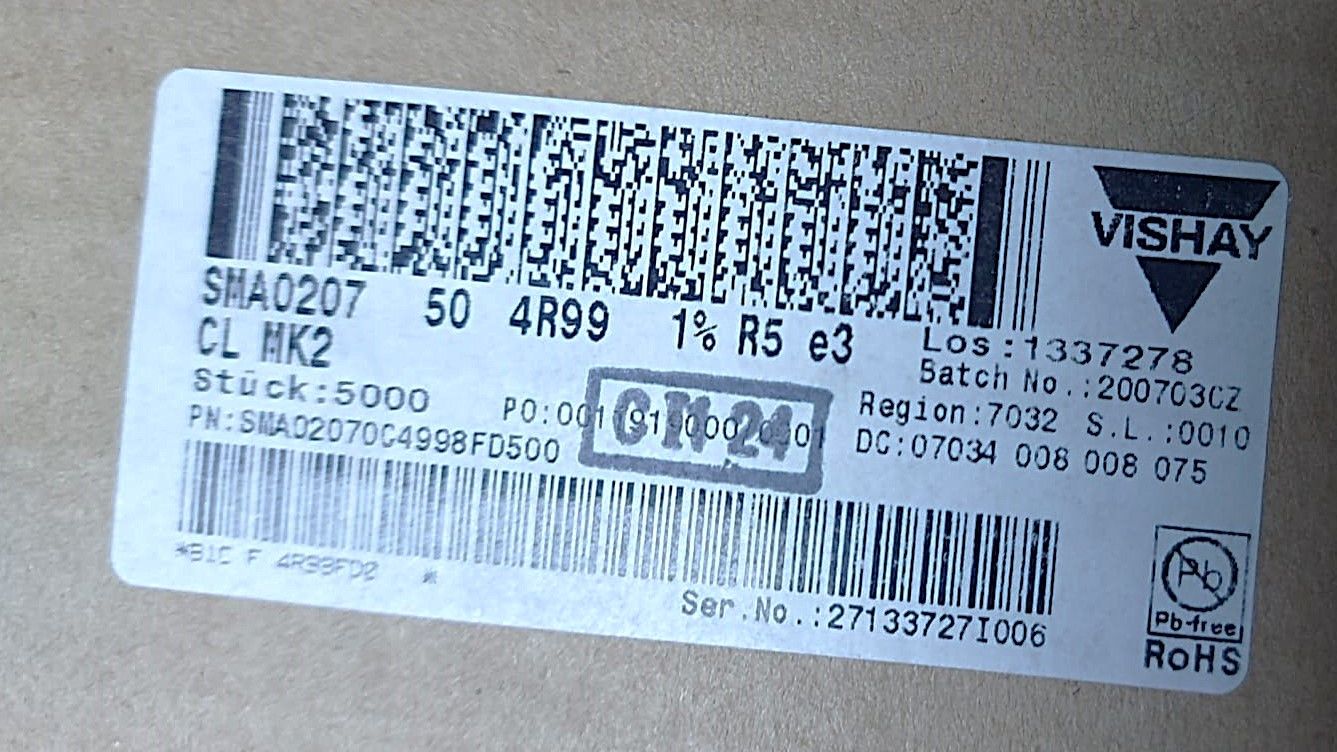 VISHAY
SMA0207 50 4R99 1% R5 e3
CL MK2
Los:1337278
Stück:5000
Batch No.:200703CZ
Region:7032 S.L.:0010
PN:SMA02070C4998FD500
DC:07034 008 008 075
Ser.No.:27133727I006
Pb
Pb-free
RoHS